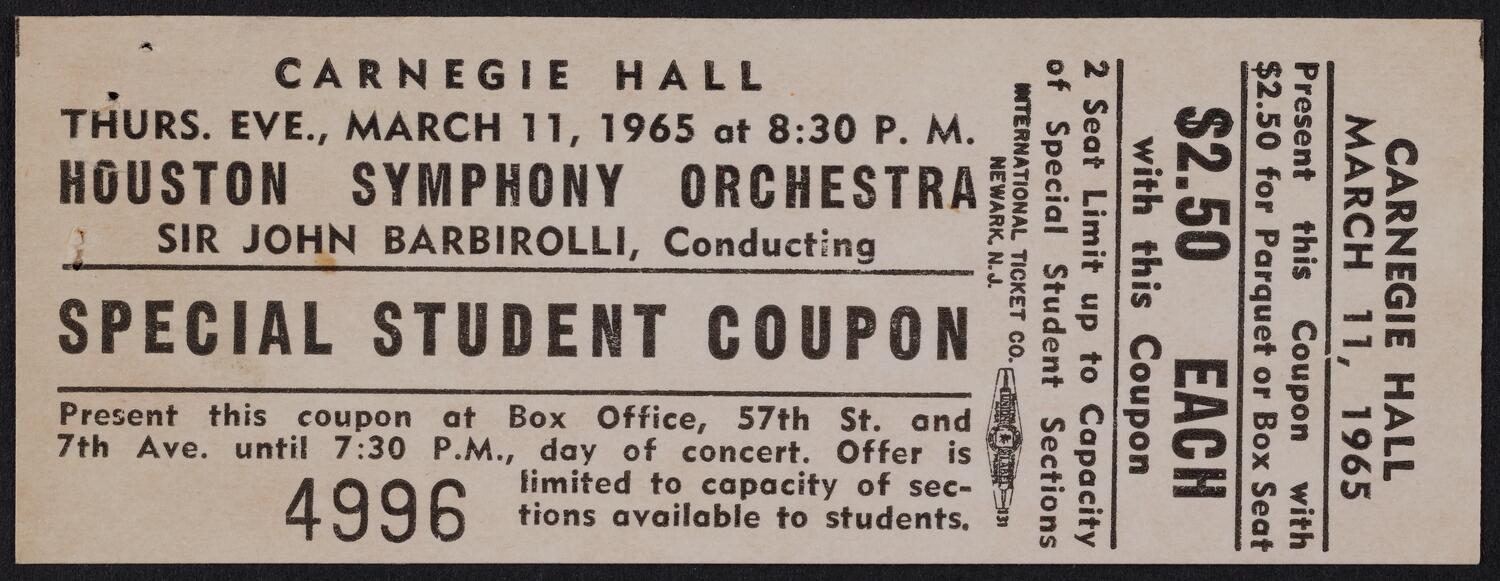 CARNEGIE HALL
THURS. EVE., MARCH 11, 1965 at 8:30 P. M.
HOUSTON SYMPHONY ORCHESTRA
SIR JOHN BARBIROLLI, Conducting
SPECIAL STUDENT COUPON
Present this coupon at Box Office, 57th St. and
7th Ave. until 7:30 P.M., day of concert. Offer is
limited to capacity of sec-
tions available to students.
4996
INTERNATIONAL TICKET CO.
NEWARK, N.J.
UNION LABEL
131
CARNEGIE HALL
MARCH 11, 1965
Present this Coupon with
$2.50 for Parquet or Box Seat
$2.50 EACH
with this Coupon
2 Seat Limit up to Capacity
of Special Student Sections